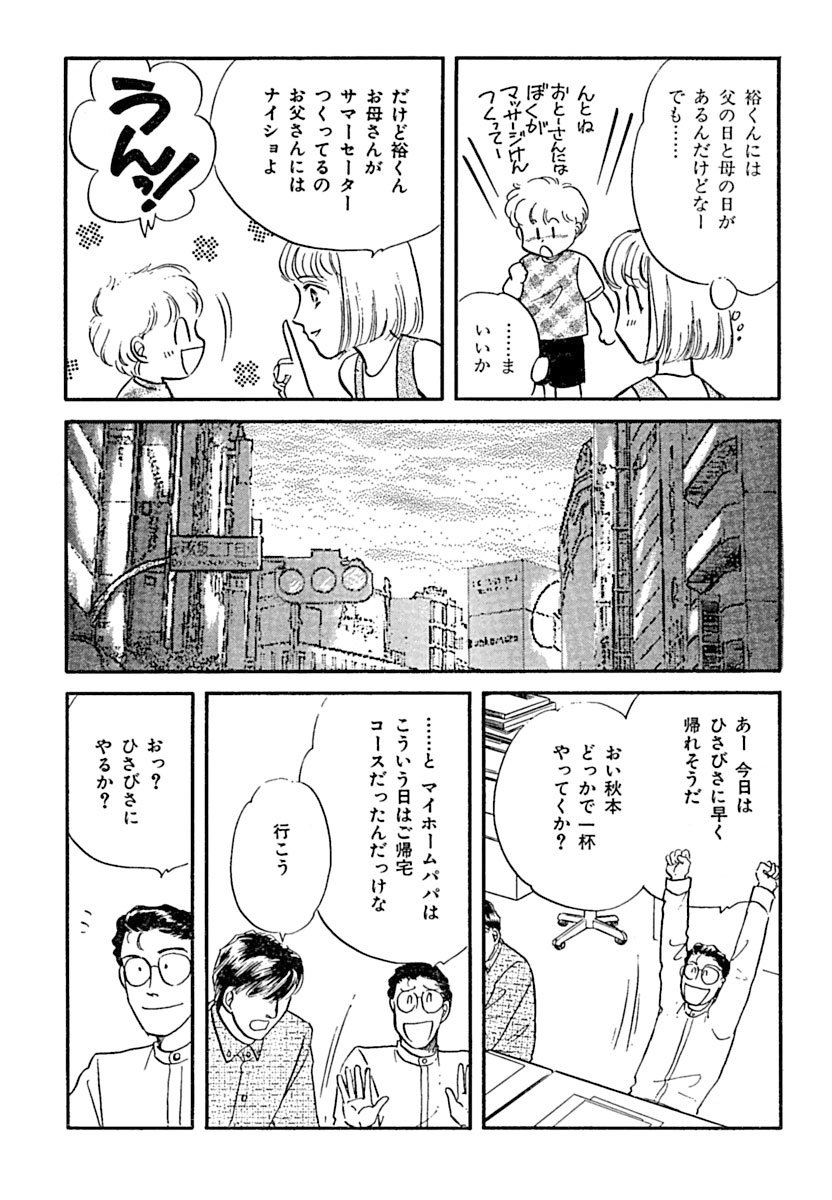 裕くんには
父の日と母の日が
あるんだけどなー
でも……
んとね
おとーさんには
ぼくが
マッサージけん
つくってー
……ま
いいか
だけど裕くん
お母さんが
サマーセーター
つくってるの
お父さんには
ナイショよ
うんっ!
あー 今日は
ひさびさに早く
帰れそうだ
おい秋本
どっかで一杯
やってくか?
……と マイホームパパは
こういう日はご帰宅
コースだったんだっけな
行こう
おっ?
ひさびさに
やるか?